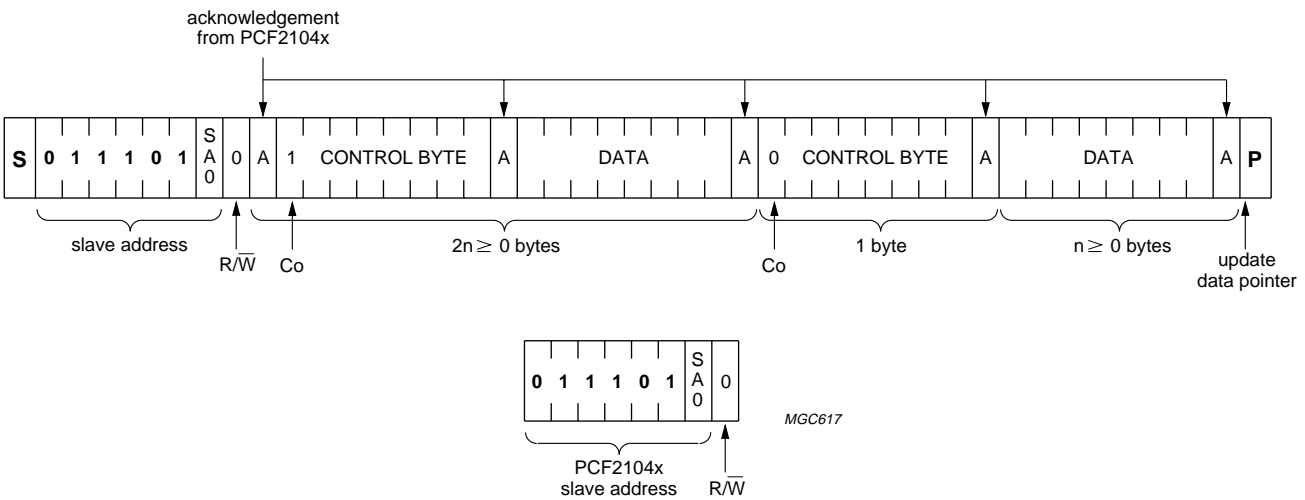 acknowledgement
from PCF2104x
S 0 1 1 1 0 1 SA0 0 A 1 CONTROL BYTE A DATA A 0 CONTROL BYTE A DATA A P
slave address
R/W̅
Co
2n ≥ 0 bytes
Co
1 byte
n ≥ 0 bytes
update
data pointer
0 1 1 1 0 1 SA0 0
MGC617
PCF2104x
slave address
R/W̅